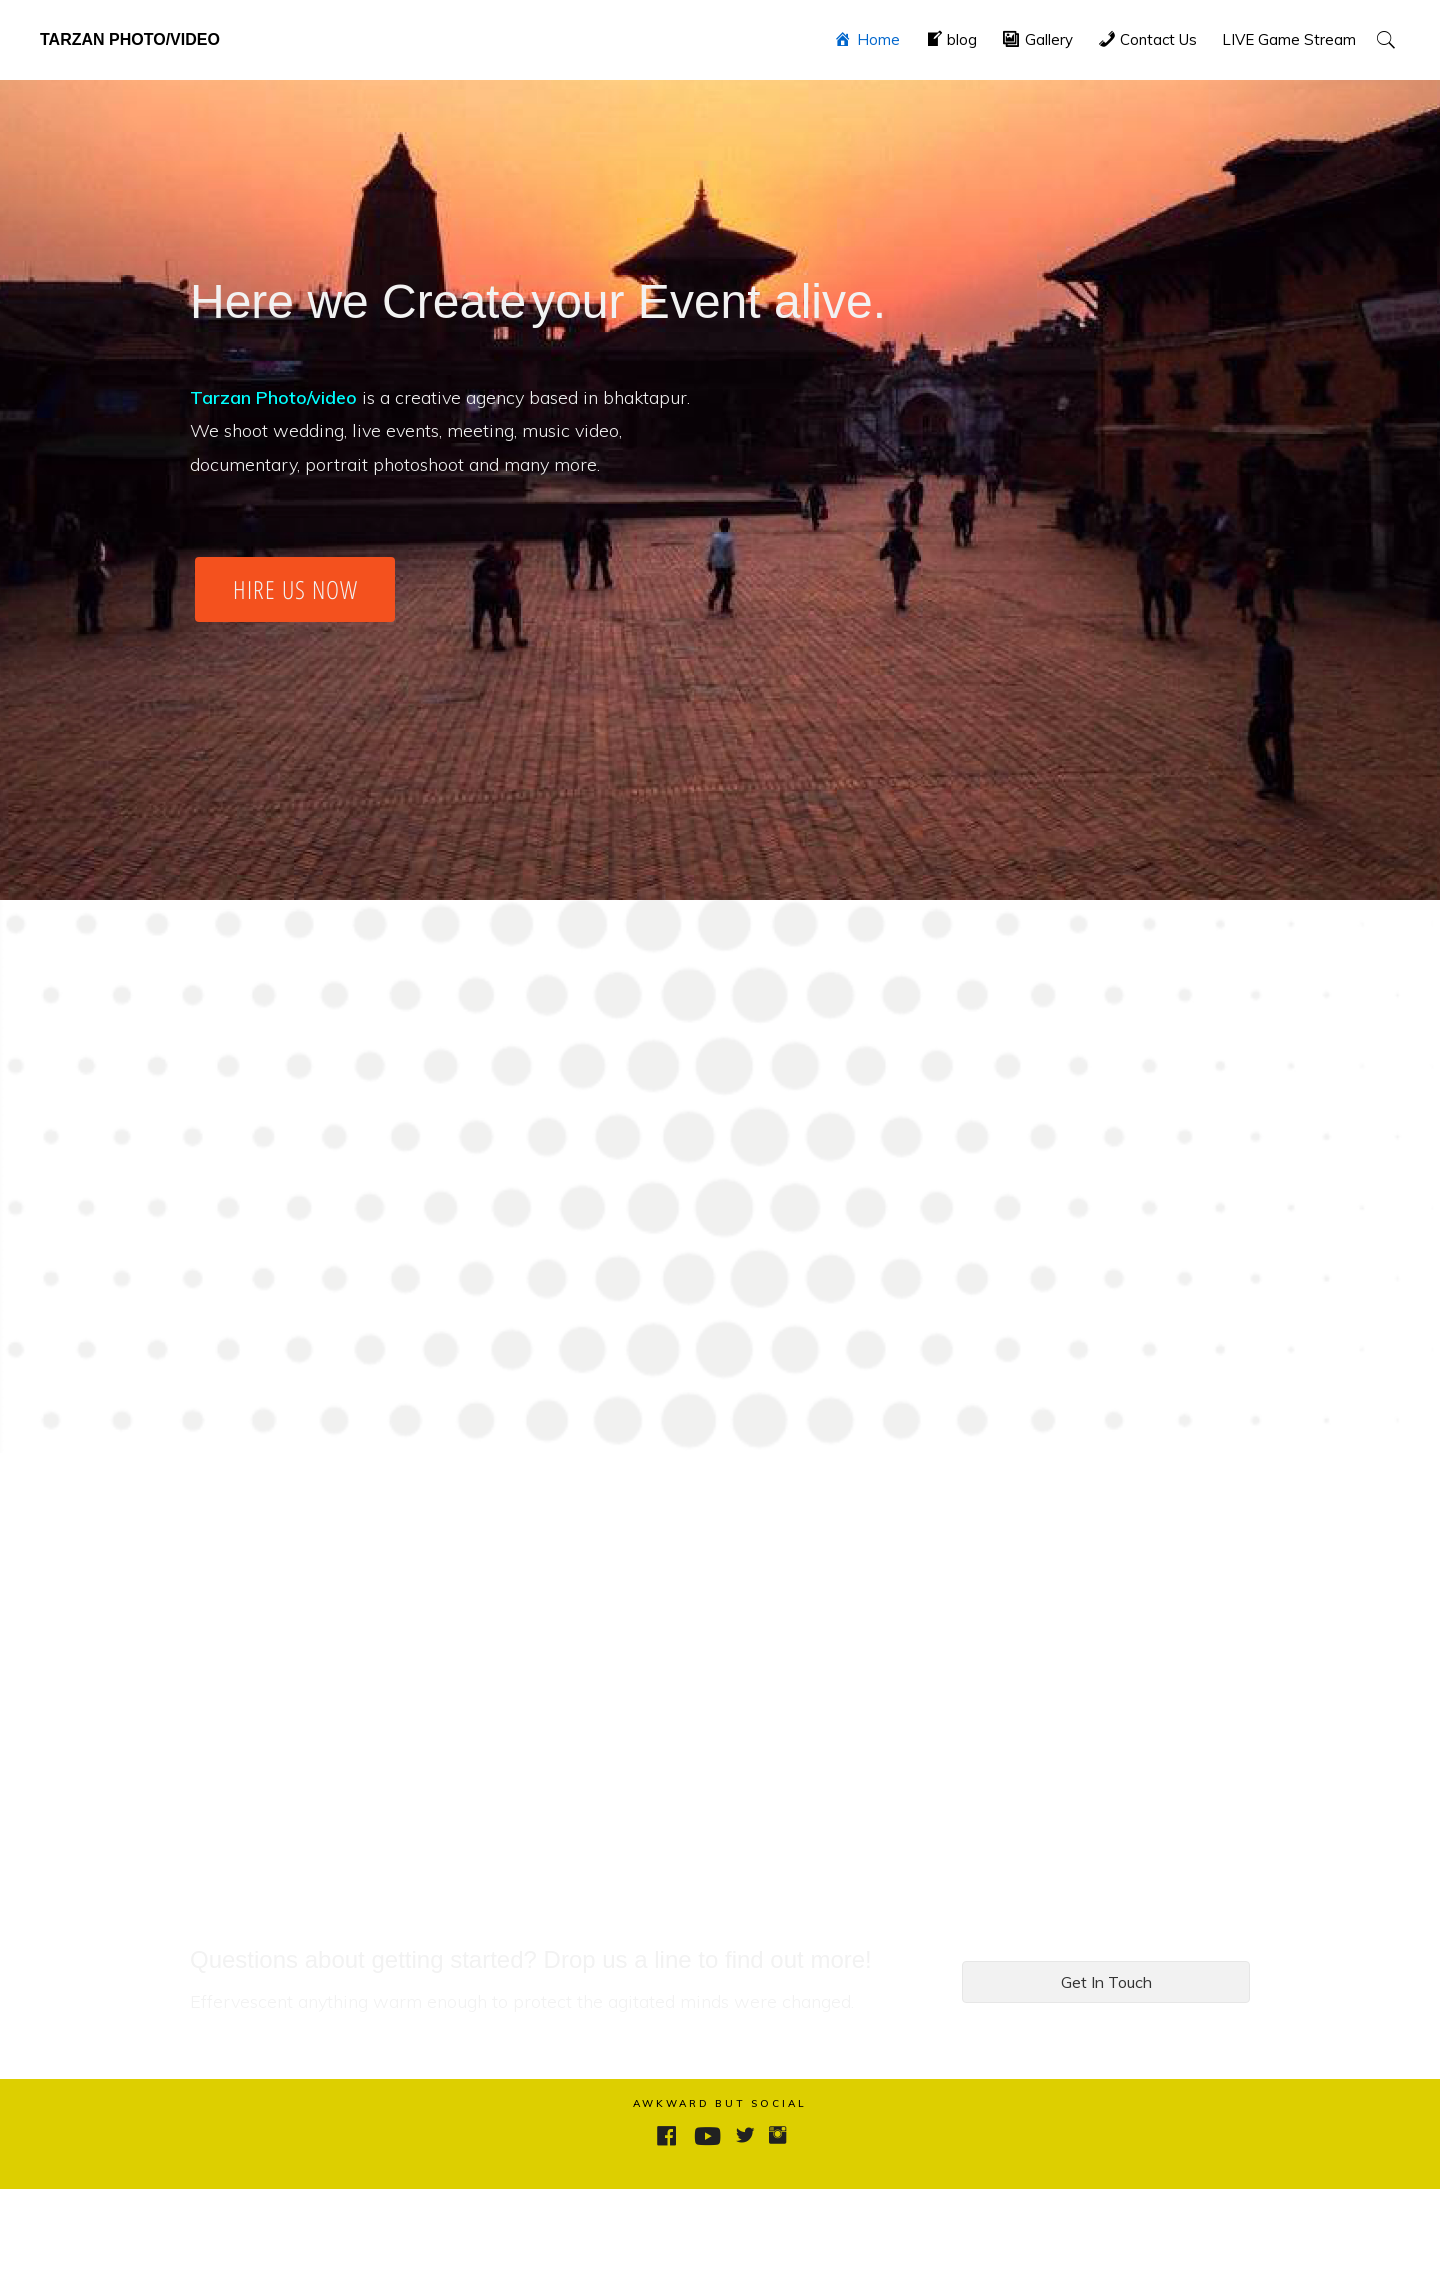 TARZAN PHOTO/VIDEO
Home blog Gallery Contact Us LIVE Game Stream
Here we Create your Event alive.
Tarzan Photo/video is a creative agency based in bhaktapur.
We shoot wedding, live events, meeting, music video,
documentary, portrait photoshoot and many more.
HIRE US NOW
Questions about getting started? Drop us a line to find out more!
Effervescent anything warm enough to protect the agitated minds were changed.
Get In Touch
AWKWARD BUT SOCIAL